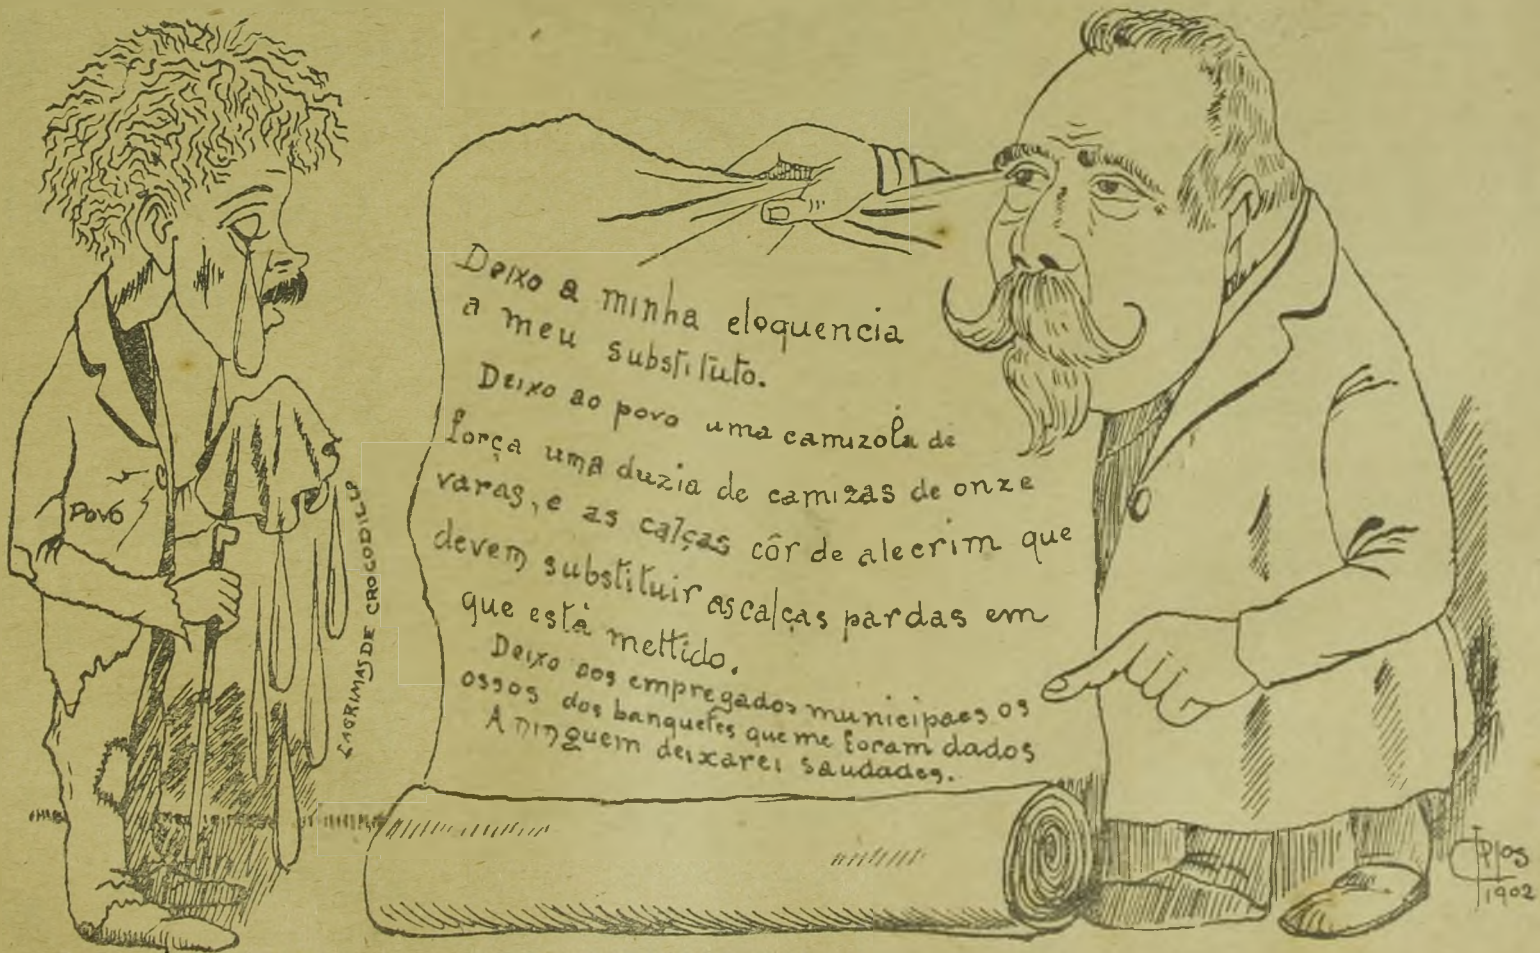 Povo
LAGRIMAS DE CROCODILLO
Deixo a minha eloquencia
a meu substituto.
Deixo ao povo uma camizola de
força uma duzia de camizas de onze
varas, e as calças côr de alecrim que
devem substituir as calças pardas em
que está mettido.
Deixo aos empregados municipaes os
ossos dos banquetes que me foram dados
A ninguem deixarei saudades.
1902